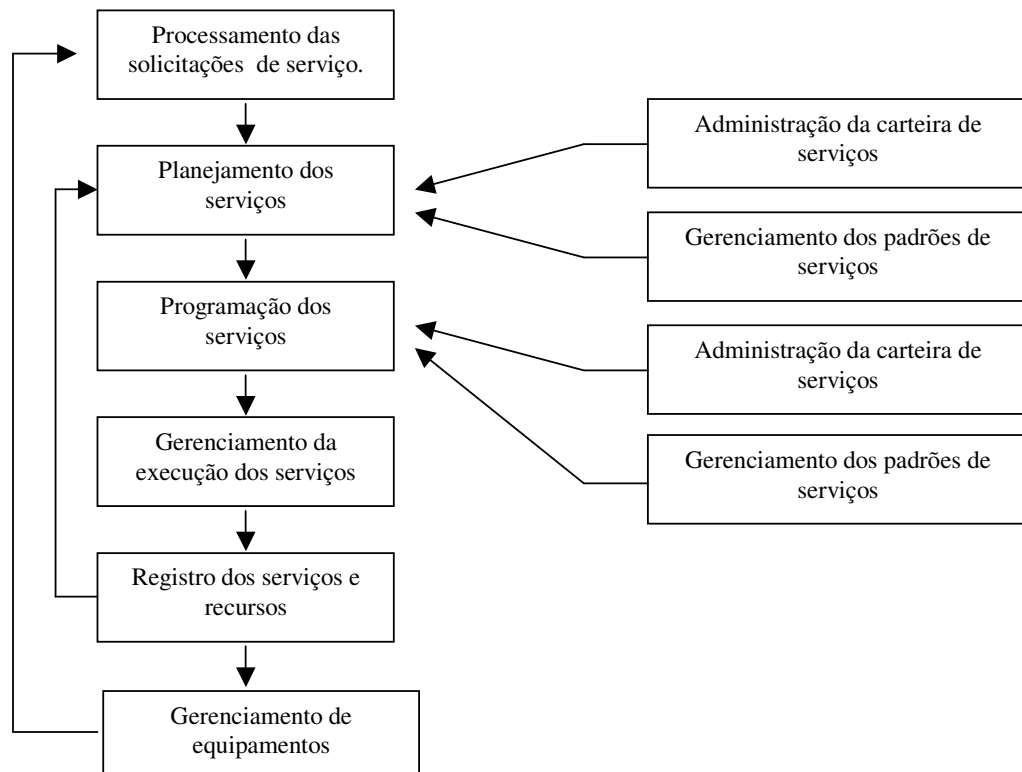 Processamento das
solicitações de serviço.
Planejamento dos
serviços
Programação dos
serviços
Gerenciamento da
execução dos serviços
Registro dos serviços e
recursos
Gerenciamento de
equipamentos
Administração da carteira de
serviços
Gerenciamento dos padrões de
serviços
Administração da carteira de
serviços
Gerenciamento dos padrões de
serviços